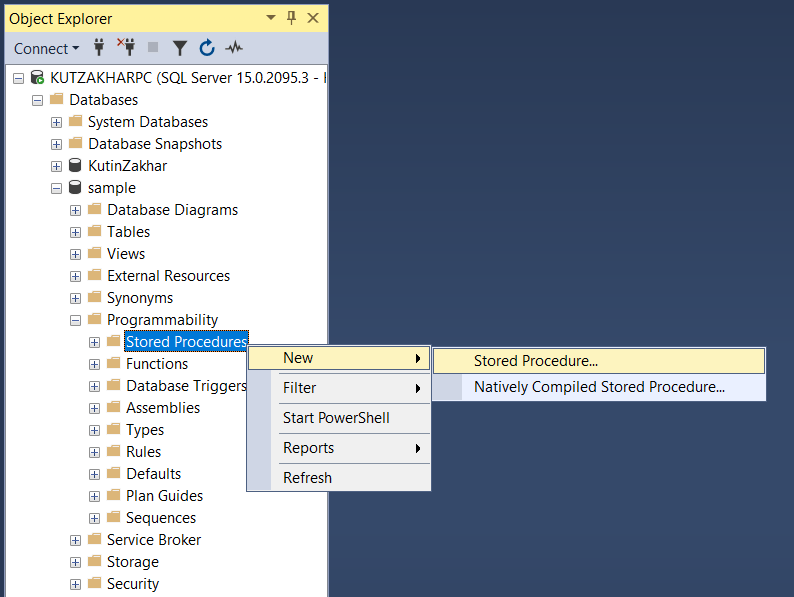 Object Explorer
Connect
KUTZAKHARPC (SQL Server 15.0.2095.3 -
Databases
System Databases
Database Snapshots
KutinZakhar
sample
Database Diagrams
Tables
Views
External Resources
Synonyms
Programmability
Stored Procedures
New
Stored Procedure...
Functions
Natively Compiled Stored Procedure...
Database Triggers
Filter
Assemblies
Start PowerShell
Types
Rules
Reports
Defaults
Refresh
Plan Guides
Sequences
Service Broker
Storage
Security